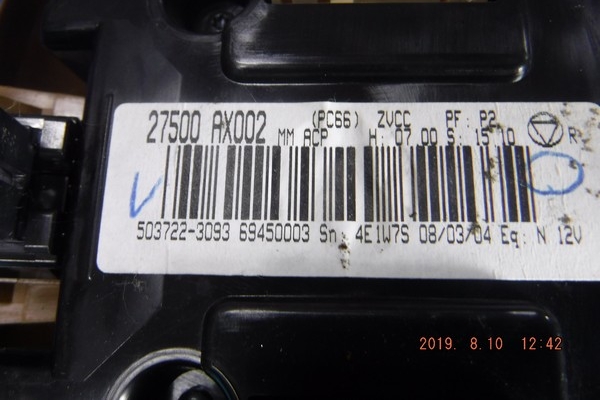 (PC66) ZVCC PF: P2
27500 AX002 MM ACP H: 07.00 S: 15 10 R
503722-3093 69450003 Sn: 4E1W7S 08/03/04 Eq: N 12V
2019. 8.10 12:42